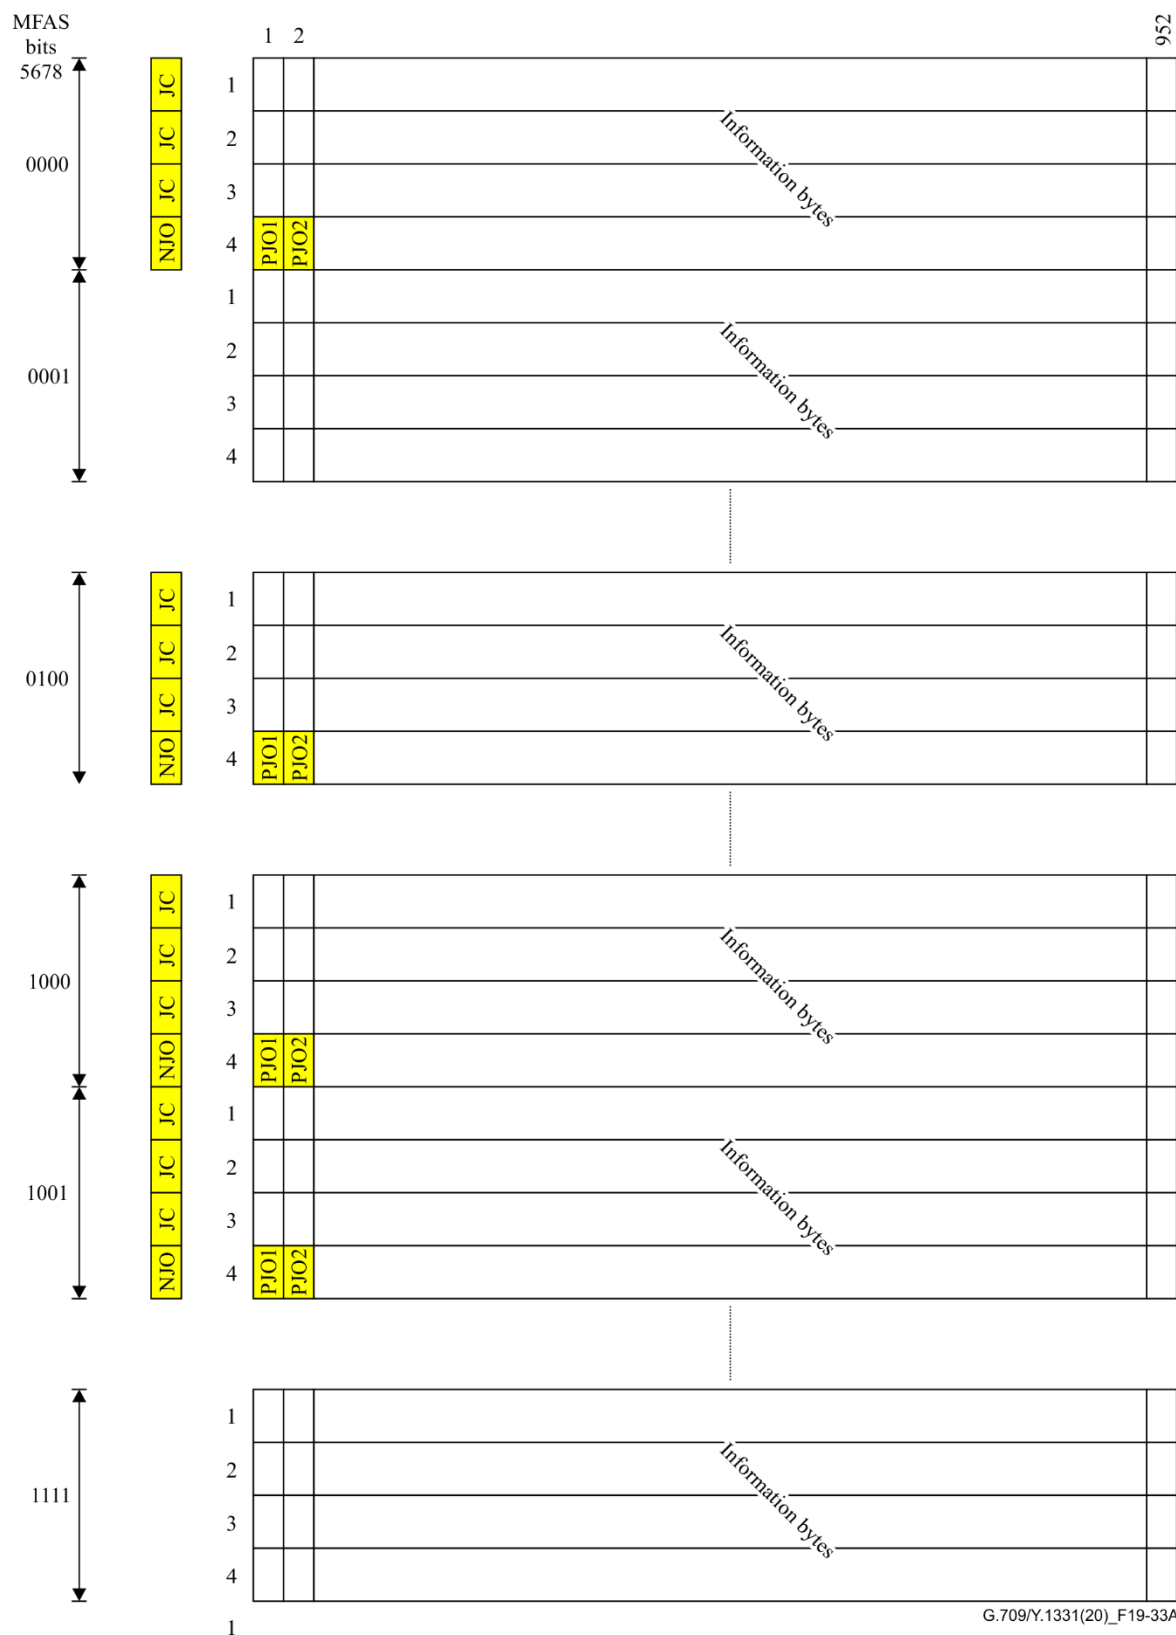 MFAS
bits
5678
1 2 952
JC 1
JC 2
0000
JC 3
NJO 4 PJO1 PJO2
Information bytes
1
2
0001
3
4
Information bytes
JC 1
JC 2
0100
JC 3
NJO 4 PJO1 PJO2
Information bytes
JC 1
JC 2
1000
JC 3
NJO 4 PJO1 PJO2
Information bytes
JC 1
JC 2
1001
JC 3
NJO 4 PJO1 PJO2
Information bytes
1
2
1111
3
4
Information bytes
1
G.709/Y.1331(20)_F19-33A